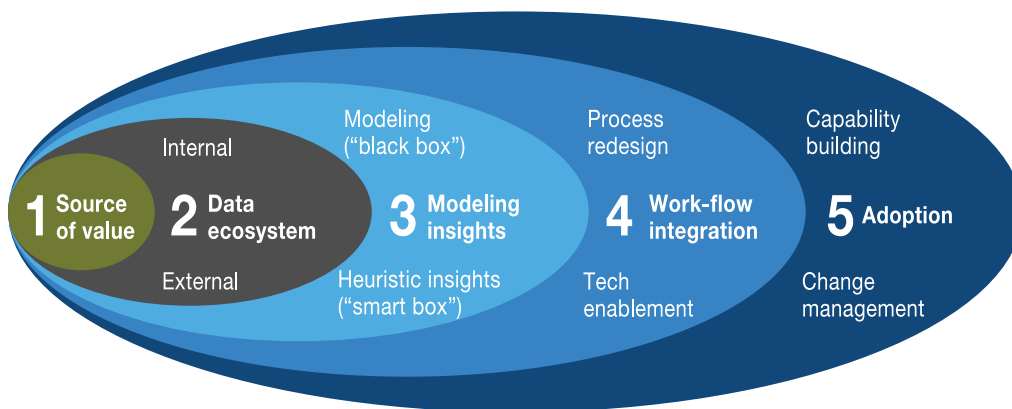 1 Source
of value
Internal
2 Data
ecosystem
External
Modeling
(“black box”)
3 Modeling
insights
Heuristic insights
(“smart box”)
Process
redesign
4 Work-flow
integration
Tech
enablement
Capability
building
5 Adoption
Change
management